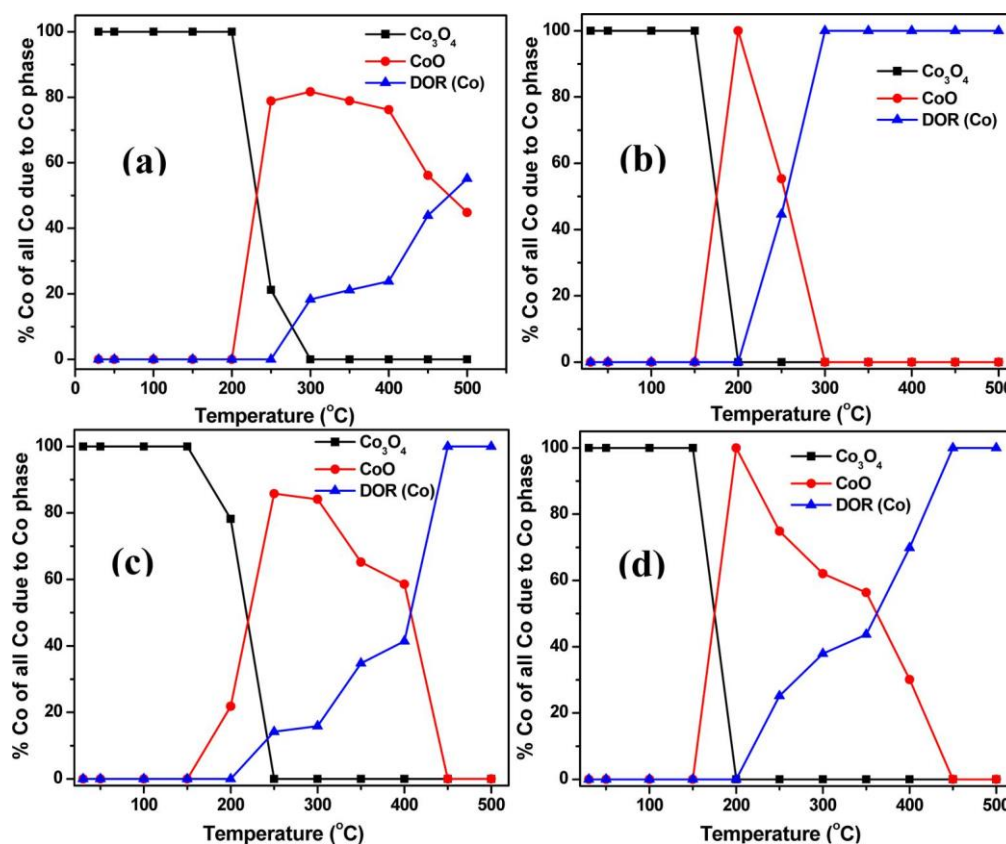 % Co of all Co due to Co phase
100
80
60
40
20
0
(a)
Co₃O₄
CoO
DOR (Co)
0 100 200 300 400 500
Temperature (°C)
% Co of all Co due to Co phase
100
80
60
40
20
0
(b)
Co₃O₄
CoO
DOR (Co)
100 200 300 400 500
Temperature (°C)
% Co of all Co due to Co phase
100
80
60
40
20
0
(c)
Co₃O₄
CoO
DOR (Co)
100 200 300 400 500
Temperature (°C)
% Co of all Co due to Co phase
100
80
60
40
20
0
(d)
Co₃O₄
CoO
DOR (Co)
100 200 300 400 500
Temperature (°C)